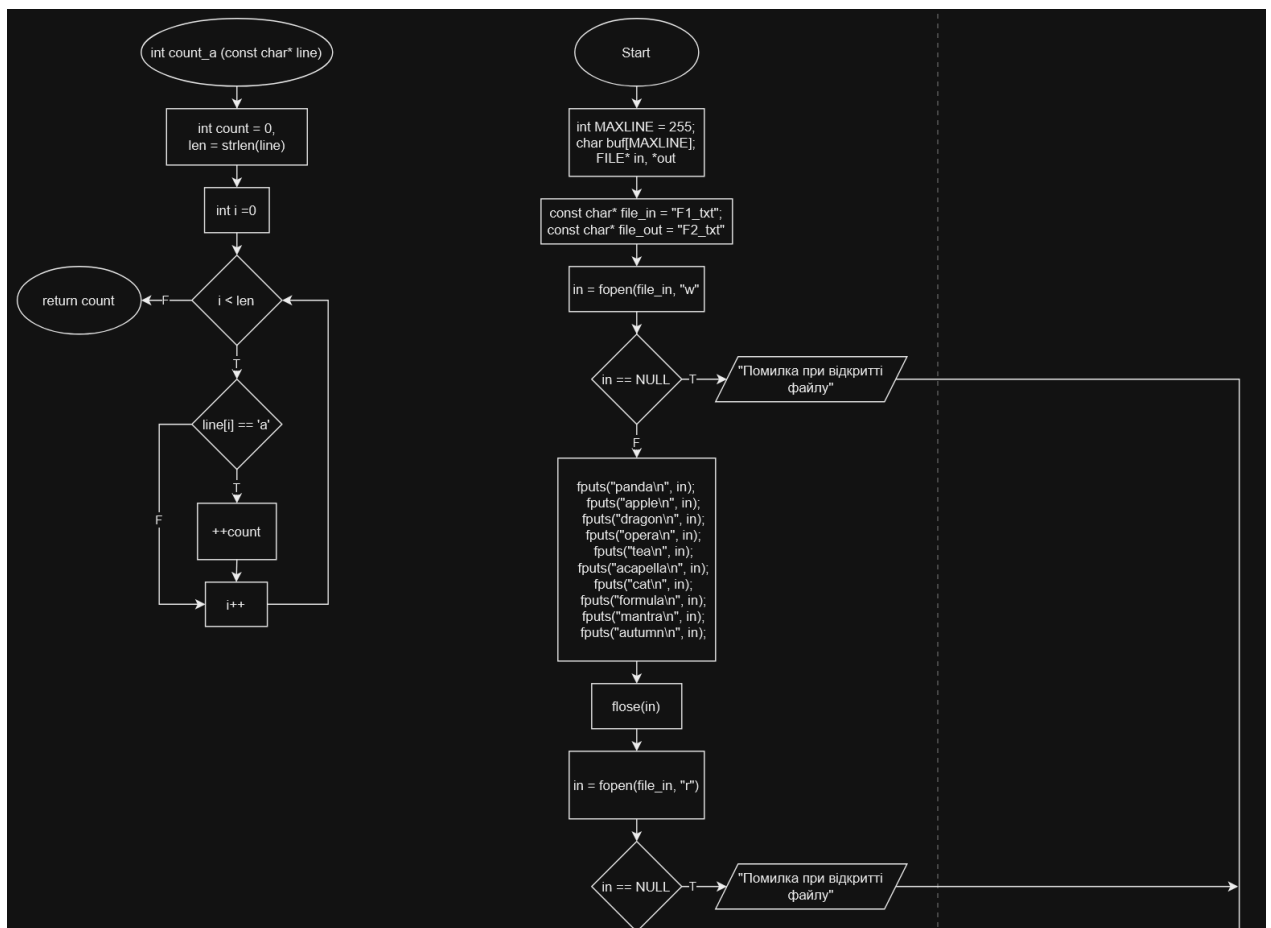 int count_a (const char* line)
int count = 0,
len = strlen(line)
int i =0
i < len
F
return count
T
line[i] == 'a'
T
F
++count
i++
Start
int MAXLINE = 255;
char buf[MAXLINE];
FILE* in, *out
const char* file_in = "F1_txt";
const char* file_out = "F2_txt"
in = fopen(file_in, "w"
in == NULL
T
"Помилка при відкритті
файлу"
F
fputs("panda\n", in);
fputs("apple\n", in);
fputs("dragon\n", in);
fputs("opera\n", in);
fputs("tea\n", in);
fputs("acapella\n", in);
fputs("cat\n", in);
fputs("formula\n", in);
fputs("mantra\n", in);
fputs("autumn\n", in);
flose(in)
in = fopen(file_in, "r")
in == NULL
T
"Помилка при відкритті
файлу"